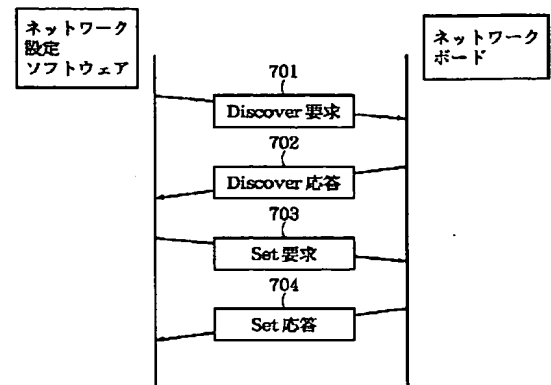 ネットワーク
設定
ソフトウェア
ネットワーク
ボード
701
Discover 要求
702
Discover 応答
703
Set 要求
704
Set 応答